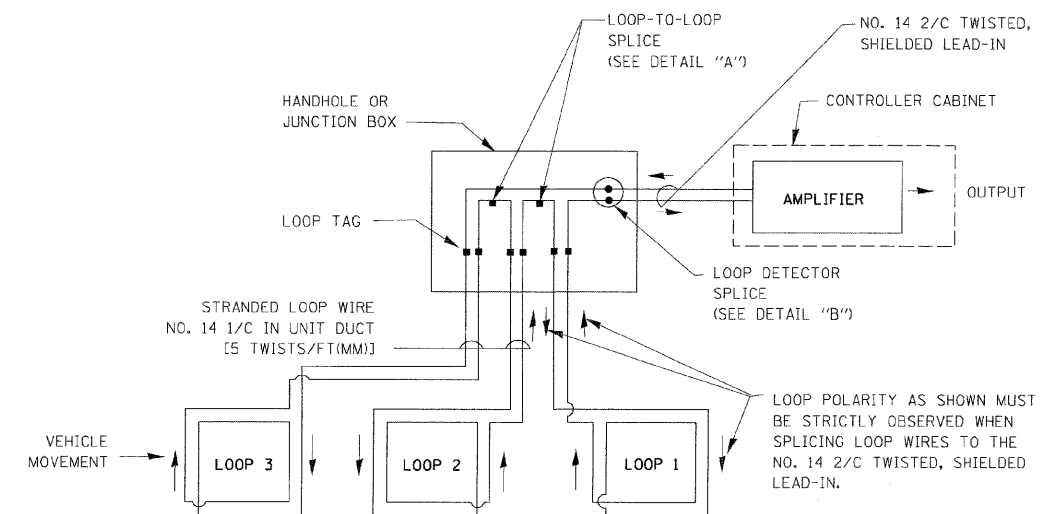 LOOP-TO-LOOP
SPLICE
(SEE DETAIL "A")
NO. 14 2/C TWISTED,
SHIELDED LEAD-IN
HANDHOLE OR
JUNCTION BOX
CONTROLLER CABINET
AMPLIFIER
OUTPUT
LOOP TAG
LOOP DETECTOR
SPLICE
(SEE DETAIL "B")
STRANDED LOOP WIRE
NO. 14 1/C IN UNIT DUCT
[5 TWISTS/FT(MM)]
LOOP POLARITY AS SHOWN MUST
BE STRICTLY OBSERVED WHEN
SPLICING LOOP WIRES TO THE
NO. 14 2/C TWISTED, SHIELDED
LEAD-IN.
VEHICLE
MOVEMENT
LOOP 3
LOOP 2
LOOP 1